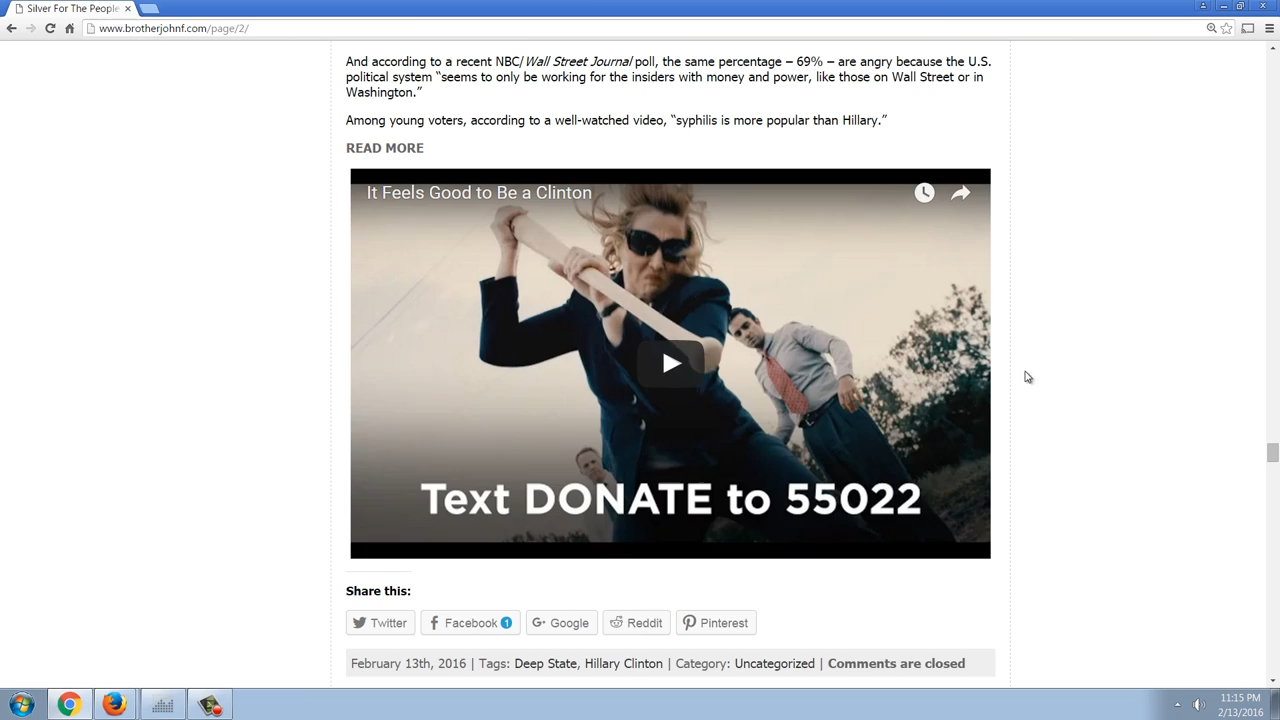 Silver For The People
www.brotherjohnf.com/page/2/
And according to a recent NBC/Wall Street Journal poll, the same percentage – 69% – are angry because the U.S.
political system “seems to only be working for the insiders with money and power, like those on Wall Street or in
Washington.”
Among young voters, according to a well-watched video, “syphilis is more popular than Hillary.”
READ MORE
It Feels Good to Be a Clinton
Text DONATE to 55022
Share this:
Twitter Facebook 1 Google Reddit Pinterest
February 13th, 2016 | Tags: Deep State, Hillary Clinton | Category: Uncategorized | Comments are closed
11:15 PM
2/13/2016